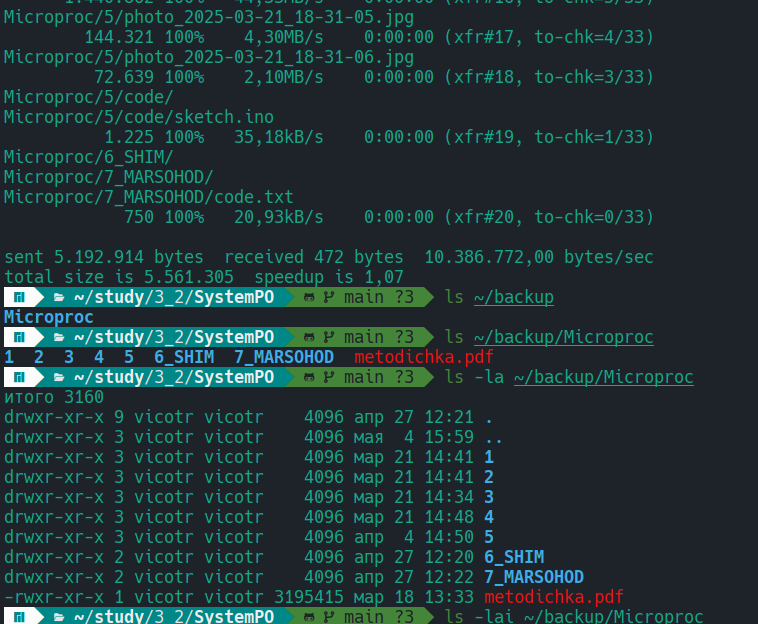 Microproc/5/photo_2025-03-21_18-31-05.jpg
144.321 100% 4,30MB/s 0:00:00 (xfr#17, to-chk=4/33)
Microproc/5/photo_2025-03-21_18-31-06.jpg
72.639 100% 2,10MB/s 0:00:00 (xfr#18, to-chk=3/33)
Microproc/5/code/
Microproc/5/code/sketch.ino
1.225 100% 35,18kB/s 0:00:00 (xfr#19, to-chk=1/33)
Microproc/6_SHIM/
Microproc/7_MARSOHOD/
Microproc/7_MARSOHOD/code.txt
750 100% 20,93kB/s 0:00:00 (xfr#20, to-chk=0/33)
sent 5.192.914 bytes received 472 bytes 10.386.772,00 bytes/sec
total size is 5.561.305 speedup is 1,07
~/study/3_2/SystemPO main ?3 ls ~/backup
Microproc
~/study/3_2/SystemPO main ?3 ls ~/backup/Microproc
1 2 3 4 5 6_SHIM 7_MARSOHOD metodichka.pdf
~/study/3_2/SystemPO main ?3 ls -la ~/backup/Microproc
итого 3160
drwxr-xr-x 9 vicotr vicotr 4096 апр 27 12:21 .
drwxr-xr-x 3 vicotr vicotr 4096 мая 4 15:59 ..
drwxr-xr-x 3 vicotr vicotr 4096 мар 21 14:41 1
drwxr-xr-x 3 vicotr vicotr 4096 мар 21 14:41 2
drwxr-xr-x 3 vicotr vicotr 4096 мар 21 14:34 3
drwxr-xr-x 3 vicotr vicotr 4096 мар 21 14:48 4
drwxr-xr-x 3 vicotr vicotr 4096 апр 4 14:50 5
drwxr-xr-x 2 vicotr vicotr 4096 апр 27 12:20 6_SHIM
drwxr-xr-x 2 vicotr vicotr 4096 апр 27 12:22 7_MARSOHOD
-rwxr-xr-x 1 vicotr vicotr 3195415 мар 18 13:33 metodichka.pdf
~/study/3_2/SystemPO main ?3 ls -lai ~/backup/Microproc